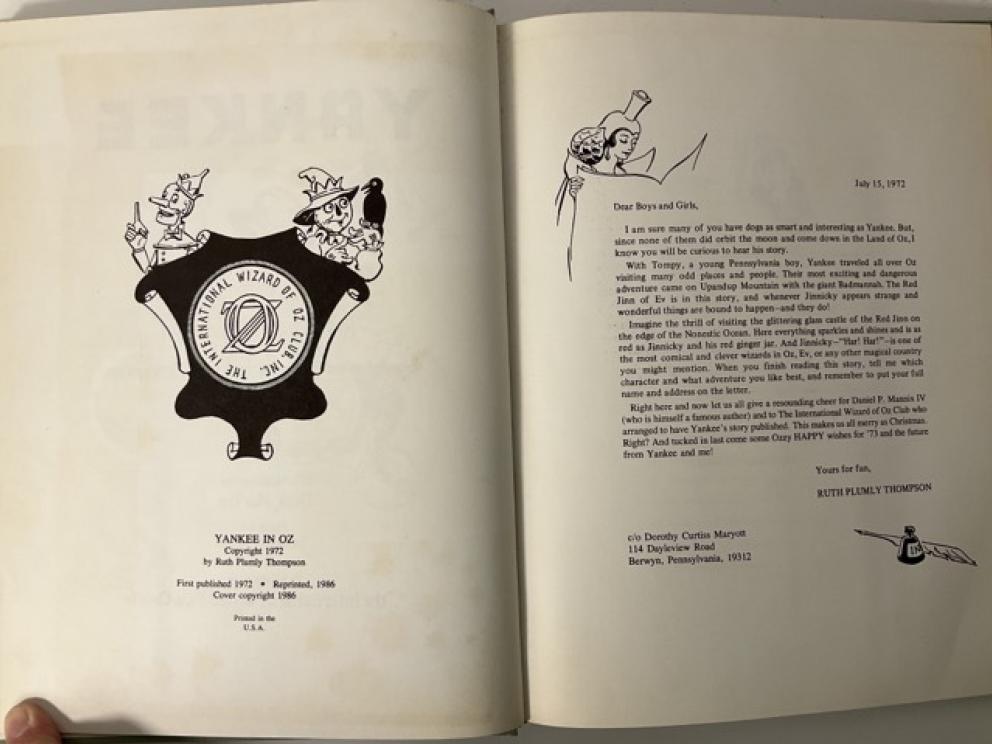 THE INTERNATIONAL WIZARD OF OZ CLUB, INC.
OZ
YANKEE IN OZ
Copyright 1972
by Ruth Plumly Thompson
First published 1972 • Reprinted, 1986
Cover copyright 1986
Printed in the
U.S.A.
July 15, 1972
Dear Boys and Girls,
I am sure many of you have dogs as smart and interesting as Yankee. But,
since none of them did orbit the moon and come down in the Land of Oz, I
know you will be curious to hear his story.
With Tompy, a young Pennsylvania boy, Yankee traveled all over Oz
visiting many odd places and people. Their most exciting and dangerous
adventure came on Upandup Mountain with the giant Badmannah. The Red
Jinn of Ev is in this story, and whenever Jinnicky appears strange and
wonderful things are bound to happen—and they do!
Imagine the thrill of visiting the glittering glass castle of the Red Jinn on
the edge of the Nonestic Ocean. Here everything sparkles and shines and is as
red as Jinnicky and his red ginger jar. And Jinnicky—"Har! Har!"—is one of
the most comical and clever wizards in Oz, Ev, or any other magical country
you might mention. When you finish reading this story, tell me which
character and what adventure you like best, and remember to put your full
name and address on the letter.
Right here and now let us all give a resounding cheer for Daniel P. Mannix IV
(who is himself a famous author) and to The International Wizard of Oz Club who
arranged to have Yankee's story published. This makes us all merry as Christmas.
Right? And tucked in last come some Ozzy HAPPY wishes for '73 and the future
from Yankee and me!
Yours for fan,
RUTH PLUMLY THOMPSON
c/o Dorothy Curtiss Maryott
114 Dayleview Road
Berwyn, Pennsylvania, 19312